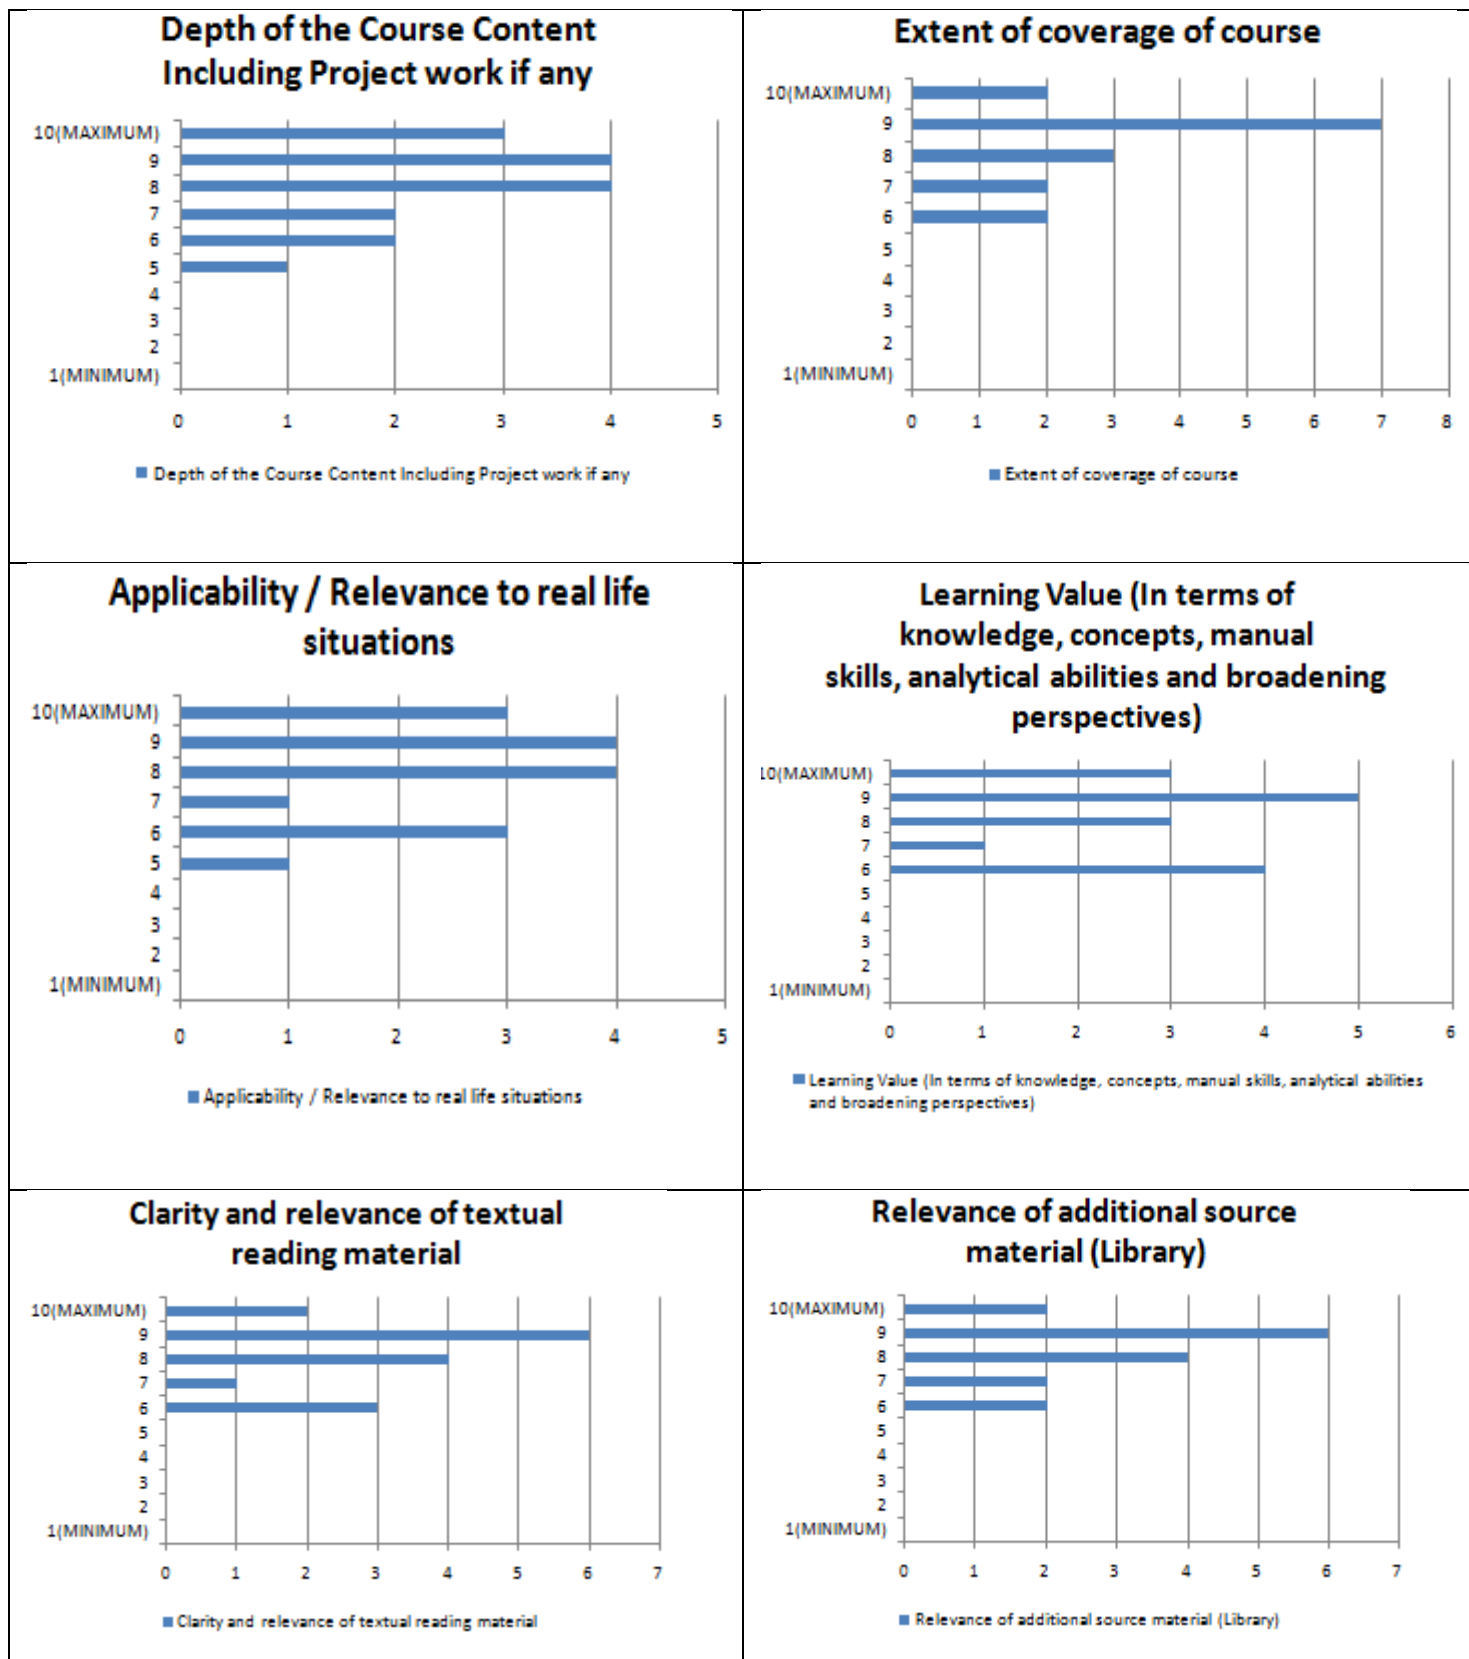 Depth of the Course Content
Including Project work if any
10(MAXIMUM)
9
8
7
6
5
4
3
2
1(MINIMUM)
0 1 2 3 4 5
Depth of the Course Content Including Project work if any
Extent of coverage of course
10(MAXIMUM)
9
8
7
6
5
4
3
2
1(MINIMUM)
0 1 2 3 4 5 6 7 8
Extent of coverage of course
Applicability / Relevance to real life
situations
10(MAXIMUM)
9
8
7
6
5
4
3
2
1(MINIMUM)
0 1 2 3 4 5
Applicability / Relevance to real life situations
Learning Value (In terms of
knowledge, concepts, manual
skills, analytical abilities and broadening
perspectives)
10(MAXIMUM)
9
8
7
6
5
4
3
2
1(MINIMUM)
0 1 2 3 4 5 6
Learning Value (In terms of knowledge, concepts, manual skills, analytical abilities
and broadening perspectives)
Clarity and relevance of textual
reading material
10(MAXIMUM)
9
8
7
6
5
4
3
2
1(MINIMUM)
0 1 2 3 4 5 6 7
Clarity and relevance of textual reading material
Relevance of additional source
material (Library)
10(MAXIMUM)
9
8
7
6
5
4
3
2
1(MINIMUM)
0 1 2 3 4 5 6 7
Relevance of additional source material (Library)